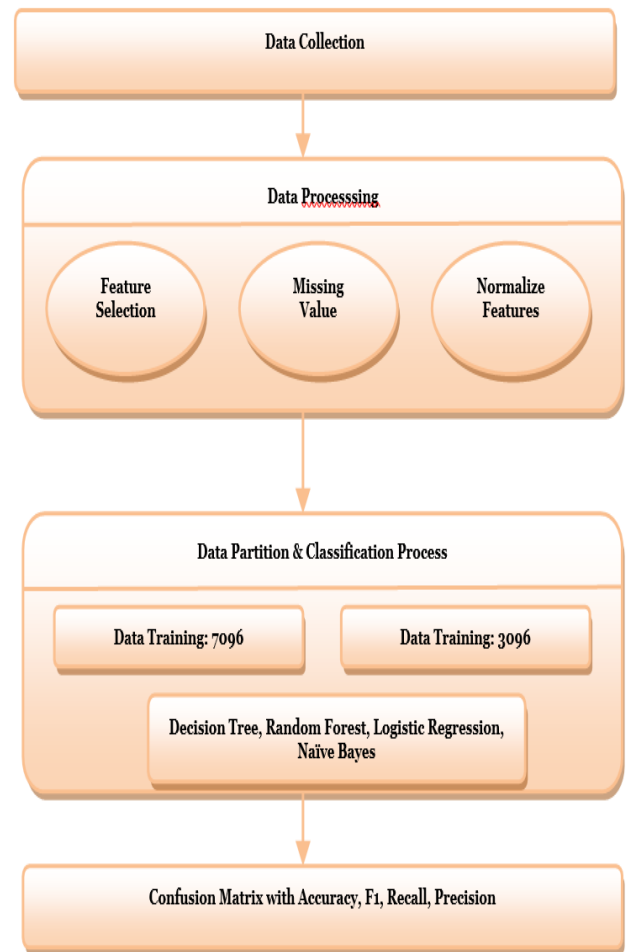 Data Collection
Data Processsing
Feature
Selection
Missing
Value
Normalize
Features
Data Partition & Classification Process
Data Training: 7096
Data Training: 3096
Decision Tree, Random Forest, Logistic Regression,
Naïve Bayes
Confusion Matrix with Accuracy, F1, Recall, Precision